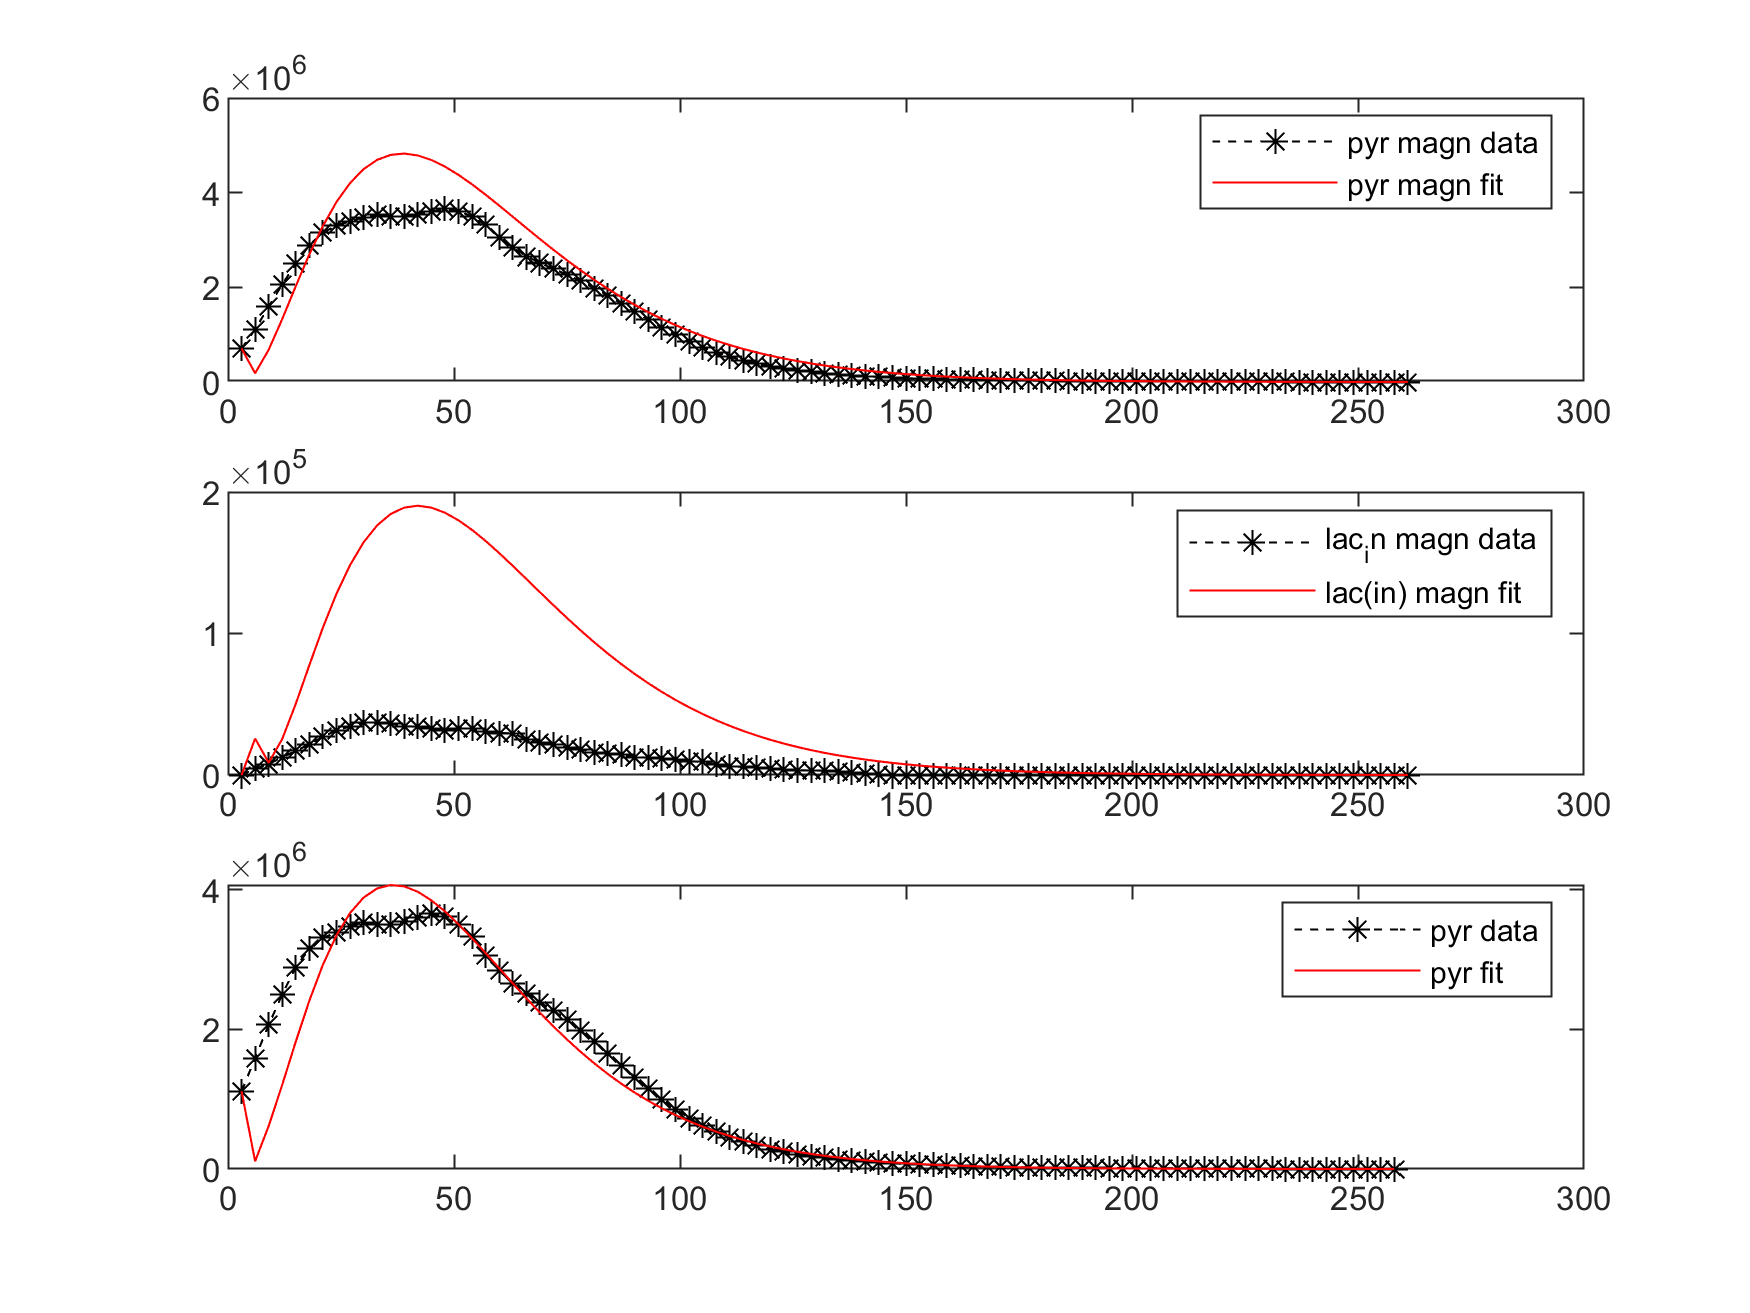 ×10^6
6
4
2
0
0 50 100 150 200 250 300
pyr magn data
pyr magn fit
×10^5
2
1
0
0 50 100 150 200 250 300
lac_in magn data
lac(in) magn fit
×10^6
4
2
0
0 50 100 150 200 250 300
pyr data
pyr fit